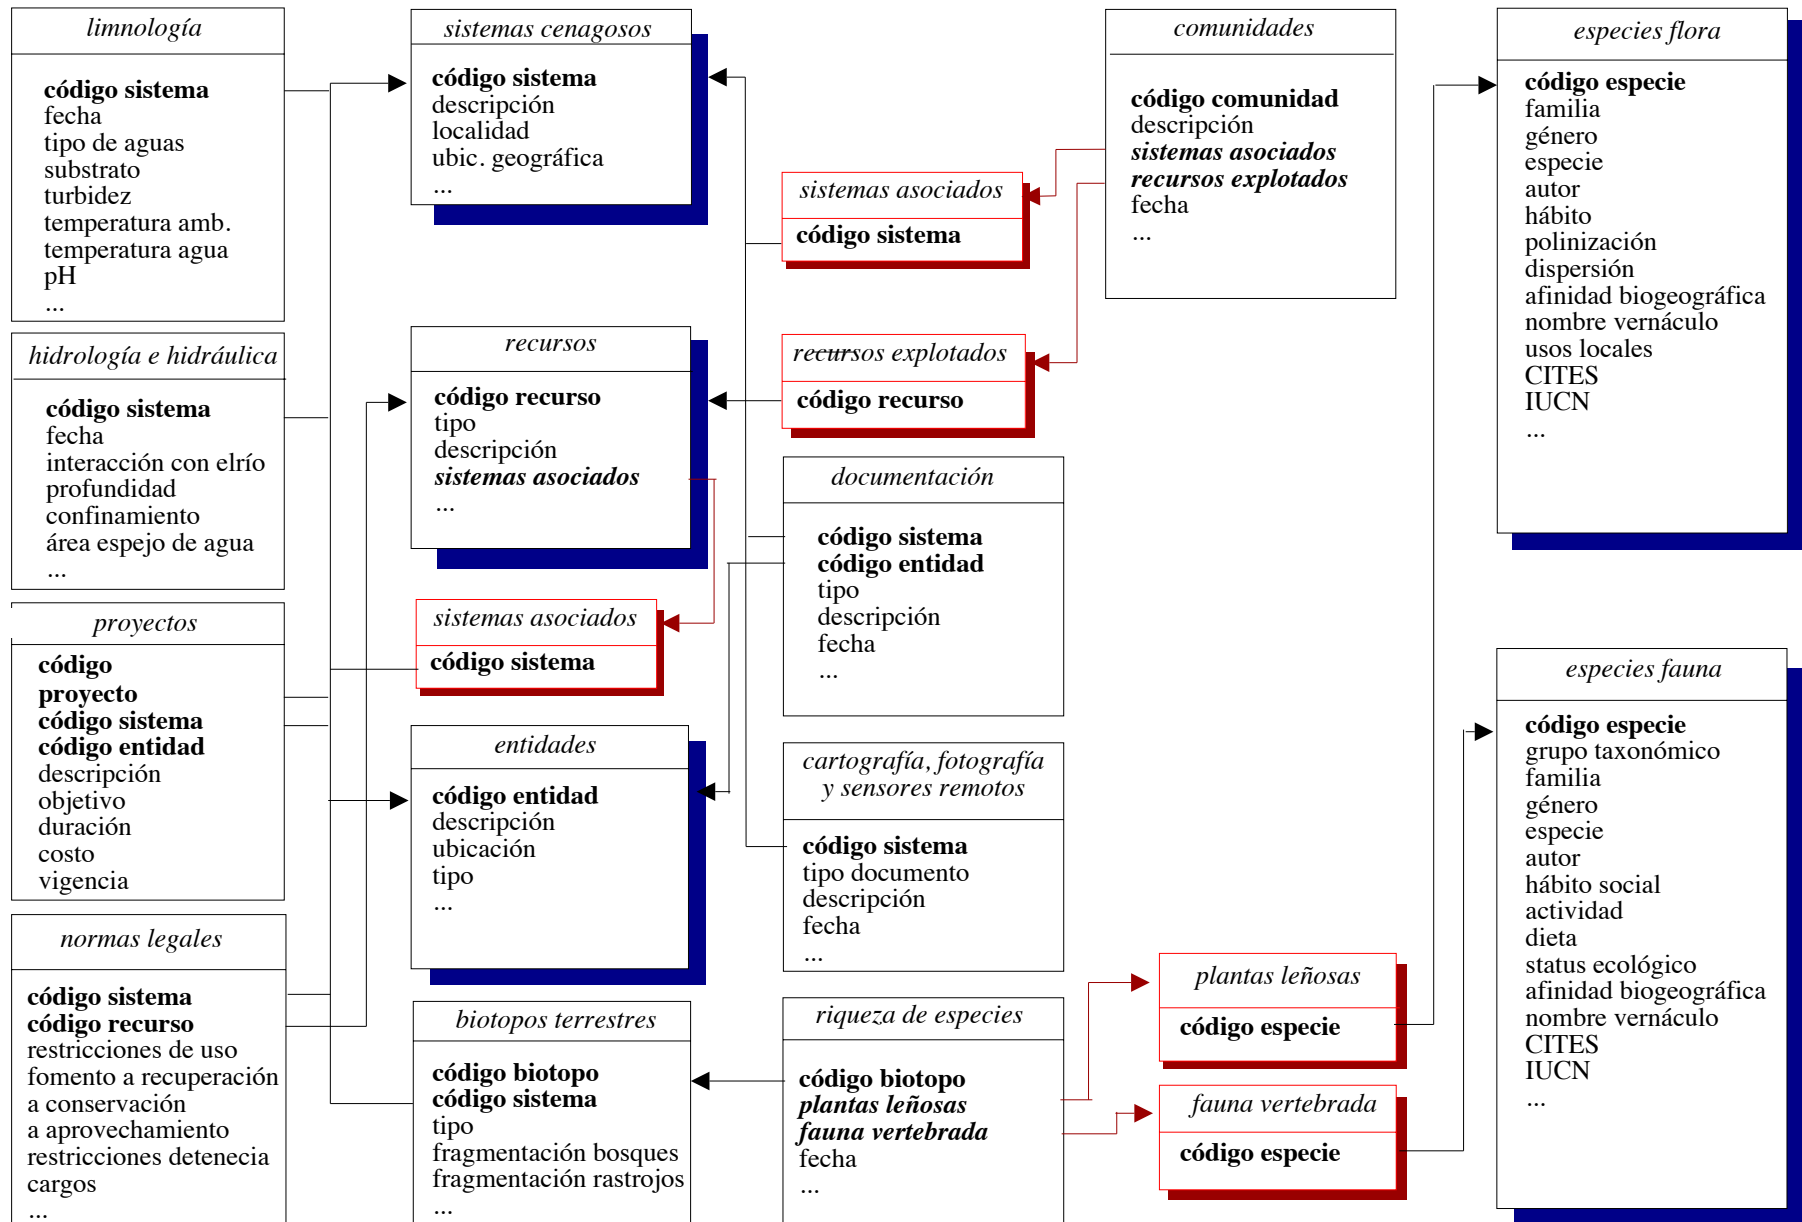 limnología
código sistema
fecha
tipo de aguas
substrato
turbidez
temperatura amb.
temperatura agua
pH
...
hidrología e hidráulica
código sistema
fecha
interacción con elrío
profundidad
confinamiento
área espejo de agua
...
proyectos
código
proyecto
código sistema
código entidad
descripción
objetivo
duración
costo
vigencia
normas legales
código sistema
código recurso
restricciones de uso
fomento a recuperación
a conservación
a aprovechamiento
restricciones detenecia
cargos
...
sistemas cenagosos
código sistema
descripción
localidad
ubic. geográfica
...
recursos
código recurso
tipo
descripción
sistemas asociados
...
sistemas asociados
código sistema
entidades
código entidad
descripción
ubicación
tipo
...
biotopos terrestres
código biotopo
código sistema
tipo
fragmentación bosques
fragmentación rastrojos
...
sistemas asociados
código sistema
recursos explotados
código recurso
documentación
código sistema
código entidad
tipo
descripción
fecha
...
cartografía, fotografía
y sensores remotos
código sistema
tipo documento
descripción
fecha
...
riqueza de especies
código biotopo
plantas leñosas
fauna vertebrada
fecha
...
comunidades
código comunidad
descripción
sistemas asociados
recursos explotados
fecha
...
plantas leñosas
código especie
fauna vertebrada
código especie
especies flora
código especie
familia
género
especie
autor
hábito
polinización
dispersión
afinidad biogeográfica
nombre vernáculo
usos locales
CITES
IUCN
...
especies fauna
código especie
grupo taxonómico
familia
género
especie
autor
hábito social
actividad
dieta
status ecológico
afinidad biogeográfica
nombre vernáculo
CITES
IUCN
...